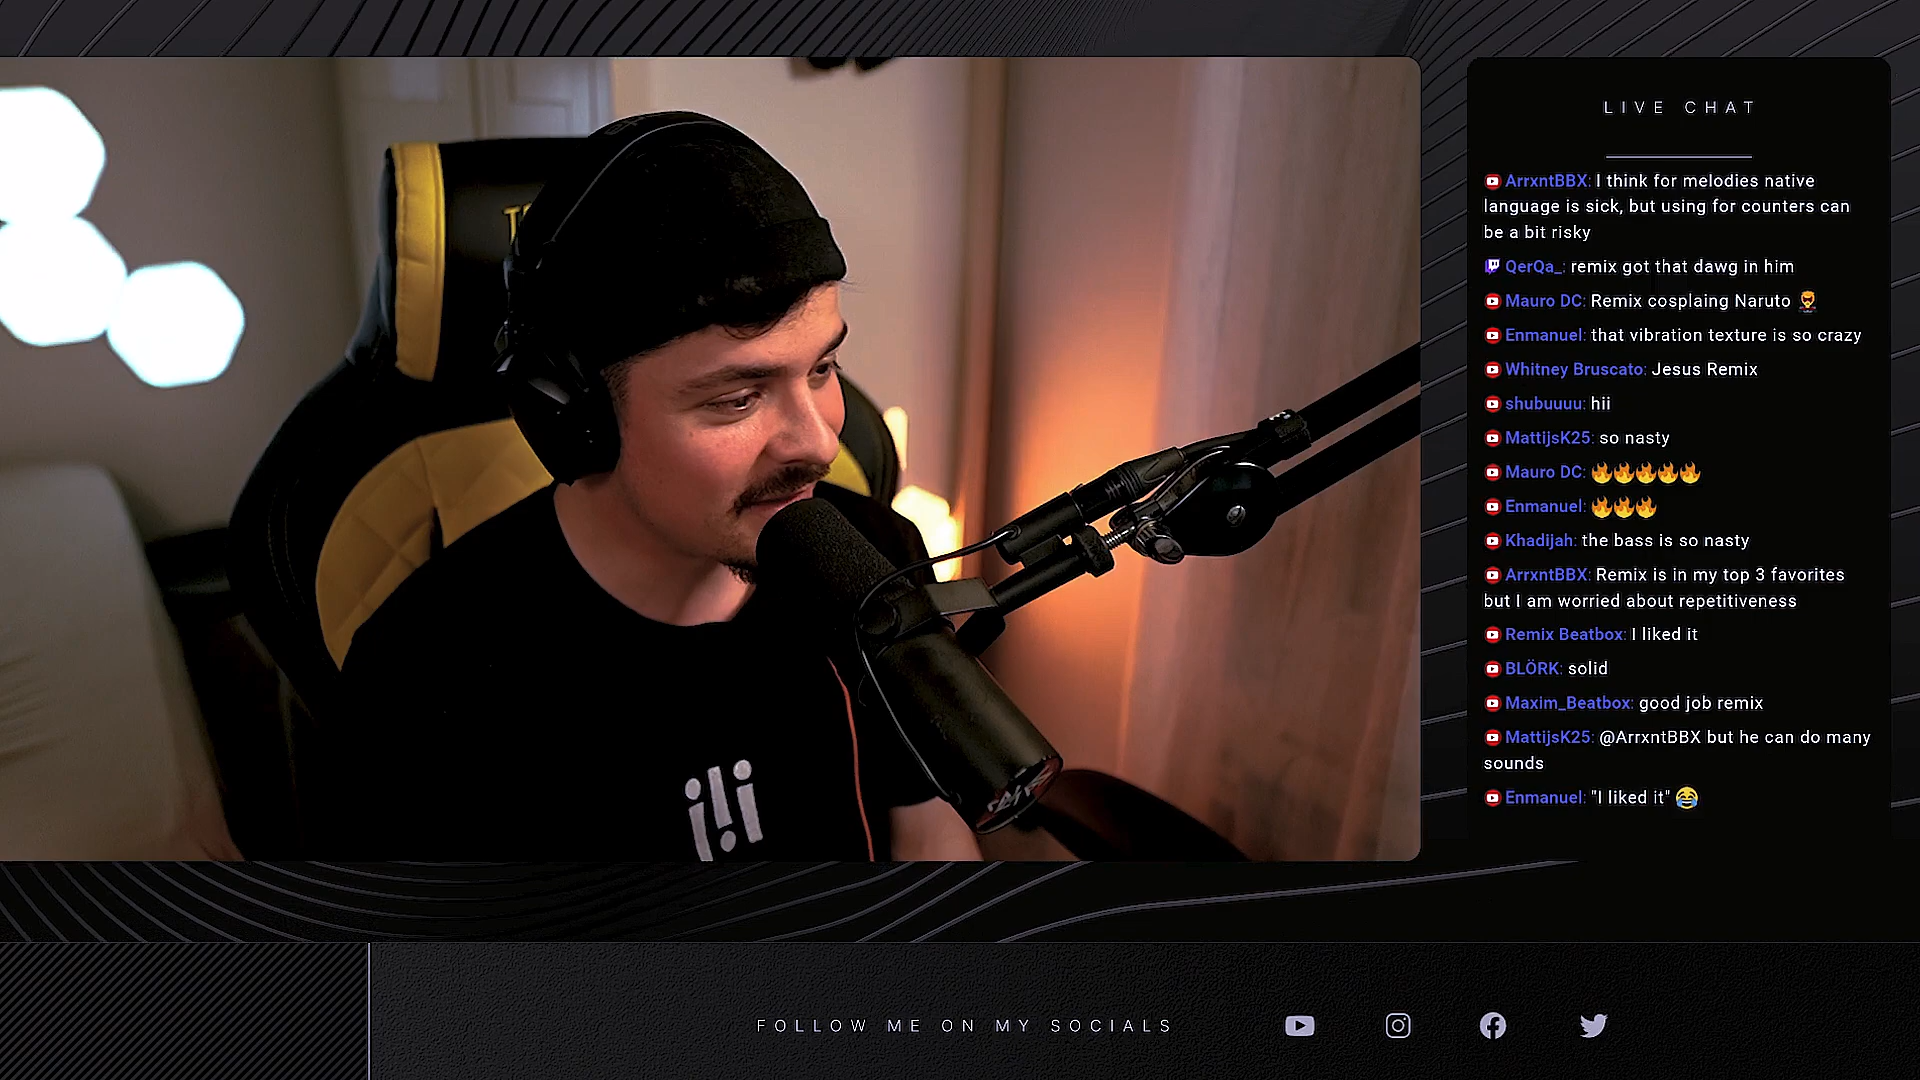 LIVE CHAT
ArrxntBBX: I think for melodies native
language is sick, but using for counters can
be a bit risky
QerQa_: remix got that dawg in him
Mauro DC: Remix cosplaing Naruto
Enmanuel: that vibration texture is so crazy
Whitney Bruscato: Jesus Remix
shubuuuu: hii
MattijsK25: so nasty
Mauro DC: 🔥🔥🔥🔥🔥
Enmanuel: 🔥🔥🔥
Khadijah: the bass is so nasty
ArrxntBBX: Remix is in my top 3 favorites
but I am worried about repetitiveness
Remix Beatbox: I liked it
BLÖRK: solid
Maxim_Beatbox: good job remix
MattijsK25: @ArrxntBBX but he can do many
sounds
Enmanuel: "I liked it" 😂
FOLLOW ME ON MY SOCIALS